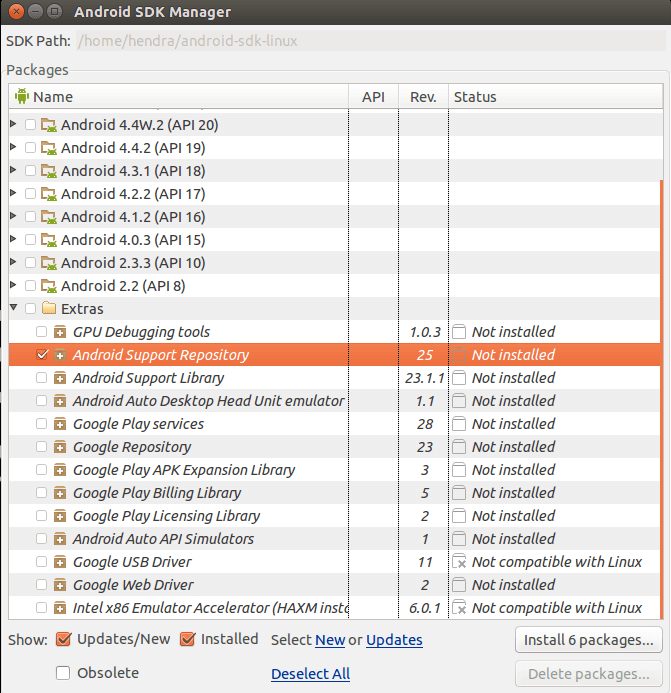 Android SDK Manager
SDK Path: /home/hendra/android-sdk-linux
Packages
Name API Rev. Status
Android 4.4W.2 (API 20)
Android 4.4.2 (API 19)
Android 4.3.1 (API 18)
Android 4.2.2 (API 17)
Android 4.1.2 (API 16)
Android 4.0.3 (API 15)
Android 2.3.3 (API 10)
Android 2.2 (API 8)
Extras
GPU Debugging tools 1.0.3 Not installed
Android Support Repository 25 Not installed
Android Support Library 23.1.1 Not installed
Android Auto Desktop Head Unit emulator 1.1 Not installed
Google Play services 28 Not installed
Google Repository 23 Not installed
Google Play APK Expansion Library 3 Not installed
Google Play Billing Library 5 Not installed
Google Play Licensing Library 2 Not installed
Android Auto API Simulators 1 Not installed
Google USB Driver 11 Not compatible with Linux
Google Web Driver 2 Not installed
Intel x86 Emulator Accelerator (HAXM insta 6.0.1 Not compatible with Linux
Show: Updates/New Installed Select New or Updates Install 6 packages...
Obsolete Deselect All Delete packages...